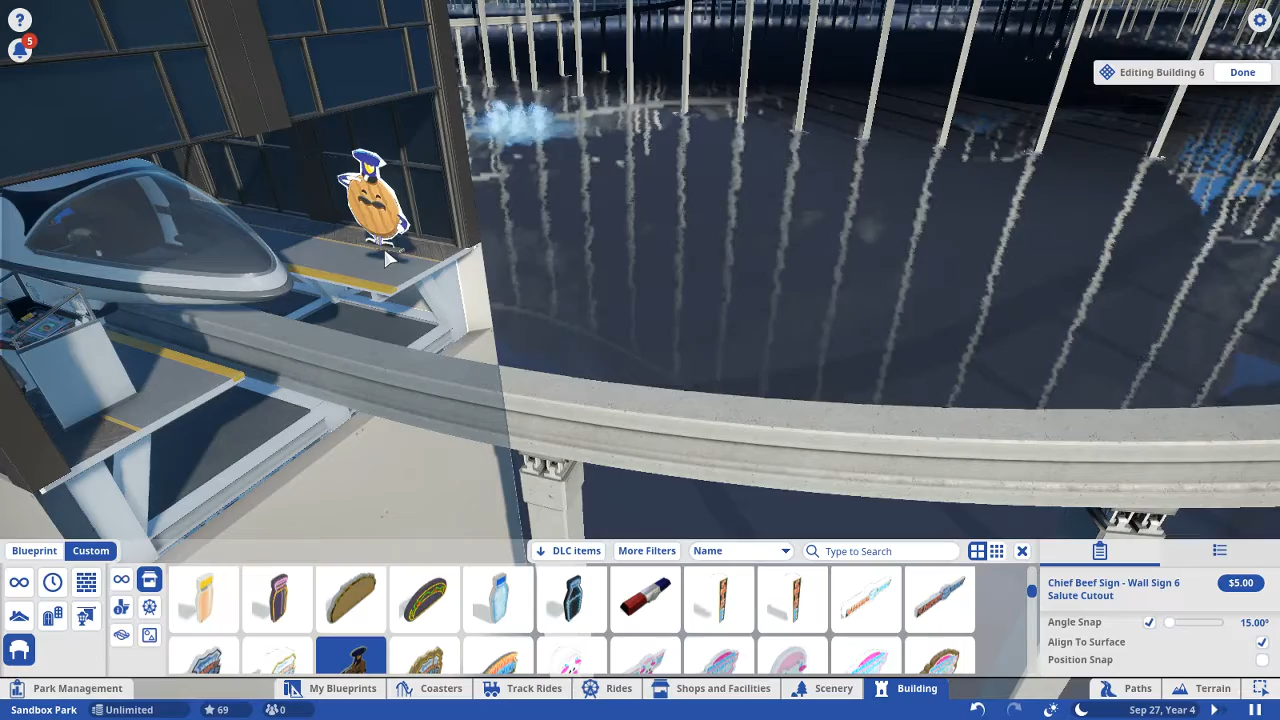 ?
5
Editing Building 6
Done
Blueprint
Custom
DLC items
More Filters
Name
Type to Search
Chief Beef Sign - Wall Sign 6
Salute Cutout
$5.00
Angle Snap
15.00°
Align To Surface
Position Snap
Park Management
My Blueprints
Coasters
Track Rides
Rides
Shops and Facilities
Scenery
Building
Paths
Terrain
Sandbox Park
Unlimited
69
0
Sep 27, Year 4